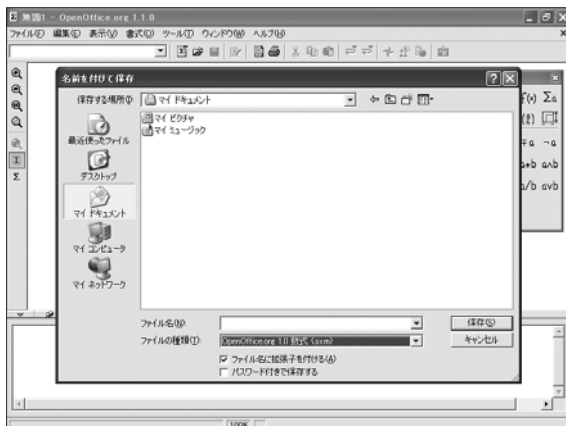 無題1 - OpenOffice.org 1.1.0
ファイル(F) 編集(E) 表示(V) 書式(O) ツール(T) ウィンドウ(W) ヘルプ(H)
名前を付けて保存
保存する場所(I): マイ ドキュメント
最近使ったファイル
デスクトップ
マイ ドキュメント
マイ コンピュータ
マイ ネットワーク
マイ ピクチャ
マイ ミュージック
ファイル名(N):
保存(S)
ファイルの種類(T): OpenOffice.org 1.0 数式 (sxm)
キャンセル
ファイル名に拡張子を付ける(A)
パスワード付きで保存する
f(x) Σa
+a ¬a
a+b a∧b
a/b a∨b
100%